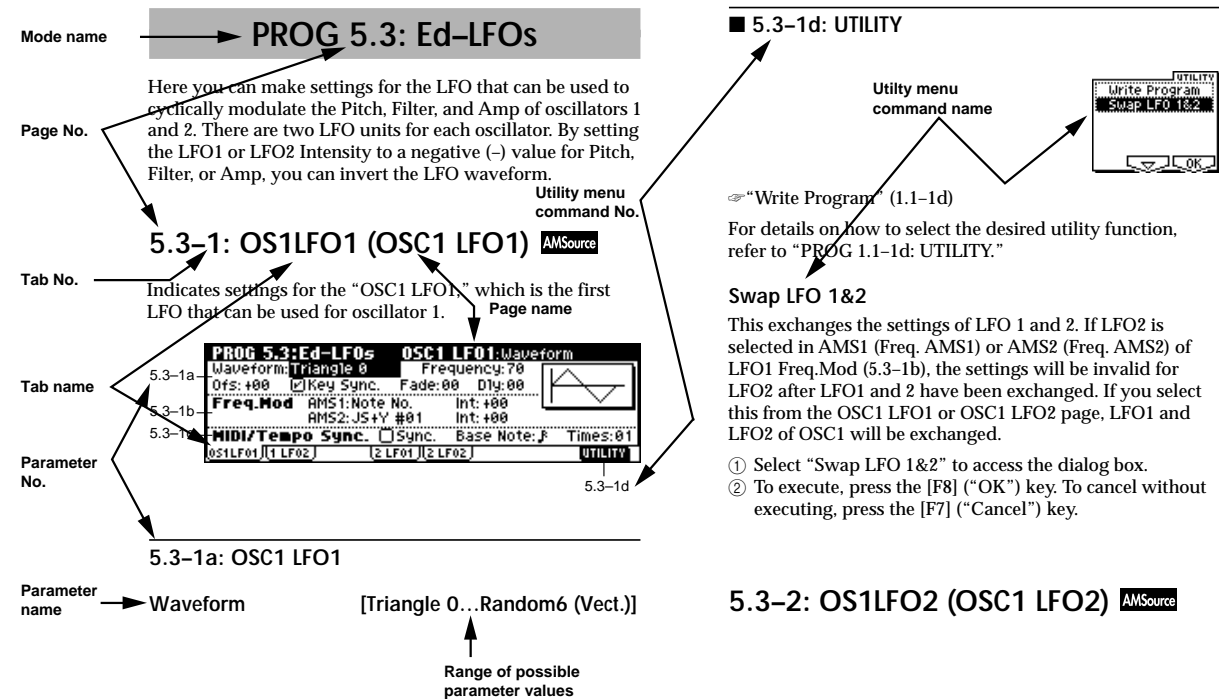 Mode name
PROG 5.3: Ed–LFOs
Here you can make settings for the LFO that can be used to
cyclically modulate the Pitch, Filter, and Amp of oscillators 1
Page No.
and 2. There are two LFO units for each oscillator. By setting
the LFO1 or LFO2 Intensity to a negative (–) value for Pitch,
Filter, or Amp, you can invert the LFO waveform.
Utility menu
command No.
5.3–1: OS1LFO1 (OSC1 LFO1) AMSource
Tab No.
Indicates settings for the “OSC1 LFO1,” which is the first
LFO that can be used for oscillator 1.
Page name
PROG 5.3:Ed-LFOs OSC1 LFO1:Waveform
Waveform:Triangle 0 Frequency:70
5.3–1a
Ofs:+00 Key Sync. Fade:00 Dly:00
Tab name
Freq.Mod AMS1:Note No. Int:+00
5.3–1b
AMS2:JS+Y #01 Int:+00
MIDI/Tempo Sync. Sync. Base Note:♪ Times:01
OS1LFO1 1 LFO2 2 LFO1 2 LFO2 UTILITY
Parameter
No.
5.3–1d
5.3–1a: OSC1 LFO1
Parameter
name
Waveform [Triangle 0…Random6 (Vect.)]
Range of possible
parameter values
■ 5.3–1d: UTILITY
Utilty menu
command name
UTILITY
Write Program
Swap LFO 1&2
OK
☞“Write Program” (1.1–1d)
For details on how to select the desired utility function,
refer to “PROG 1.1–1d: UTILITY.”
Swap LFO 1&2
This exchanges the settings of LFO 1 and 2. If LFO2 is
selected in AMS1 (Freq. AMS1) or AMS2 (Freq. AMS2) of
LFO1 Freq.Mod (5.3–1b), the settings will be invalid for
LFO2 after LFO1 and 2 have been exchanged. If you select
this from the OSC1 LFO1 or OSC1 LFO2 page, LFO1 and
LFO2 of OSC1 will be exchanged.
① Select “Swap LFO 1&2” to access the dialog box.
② To execute, press the [F8] (“OK”) key. To cancel without
executing, press the [F7] (“Cancel”) key.
5.3–2: OS1LFO2 (OSC1 LFO2) AMSource